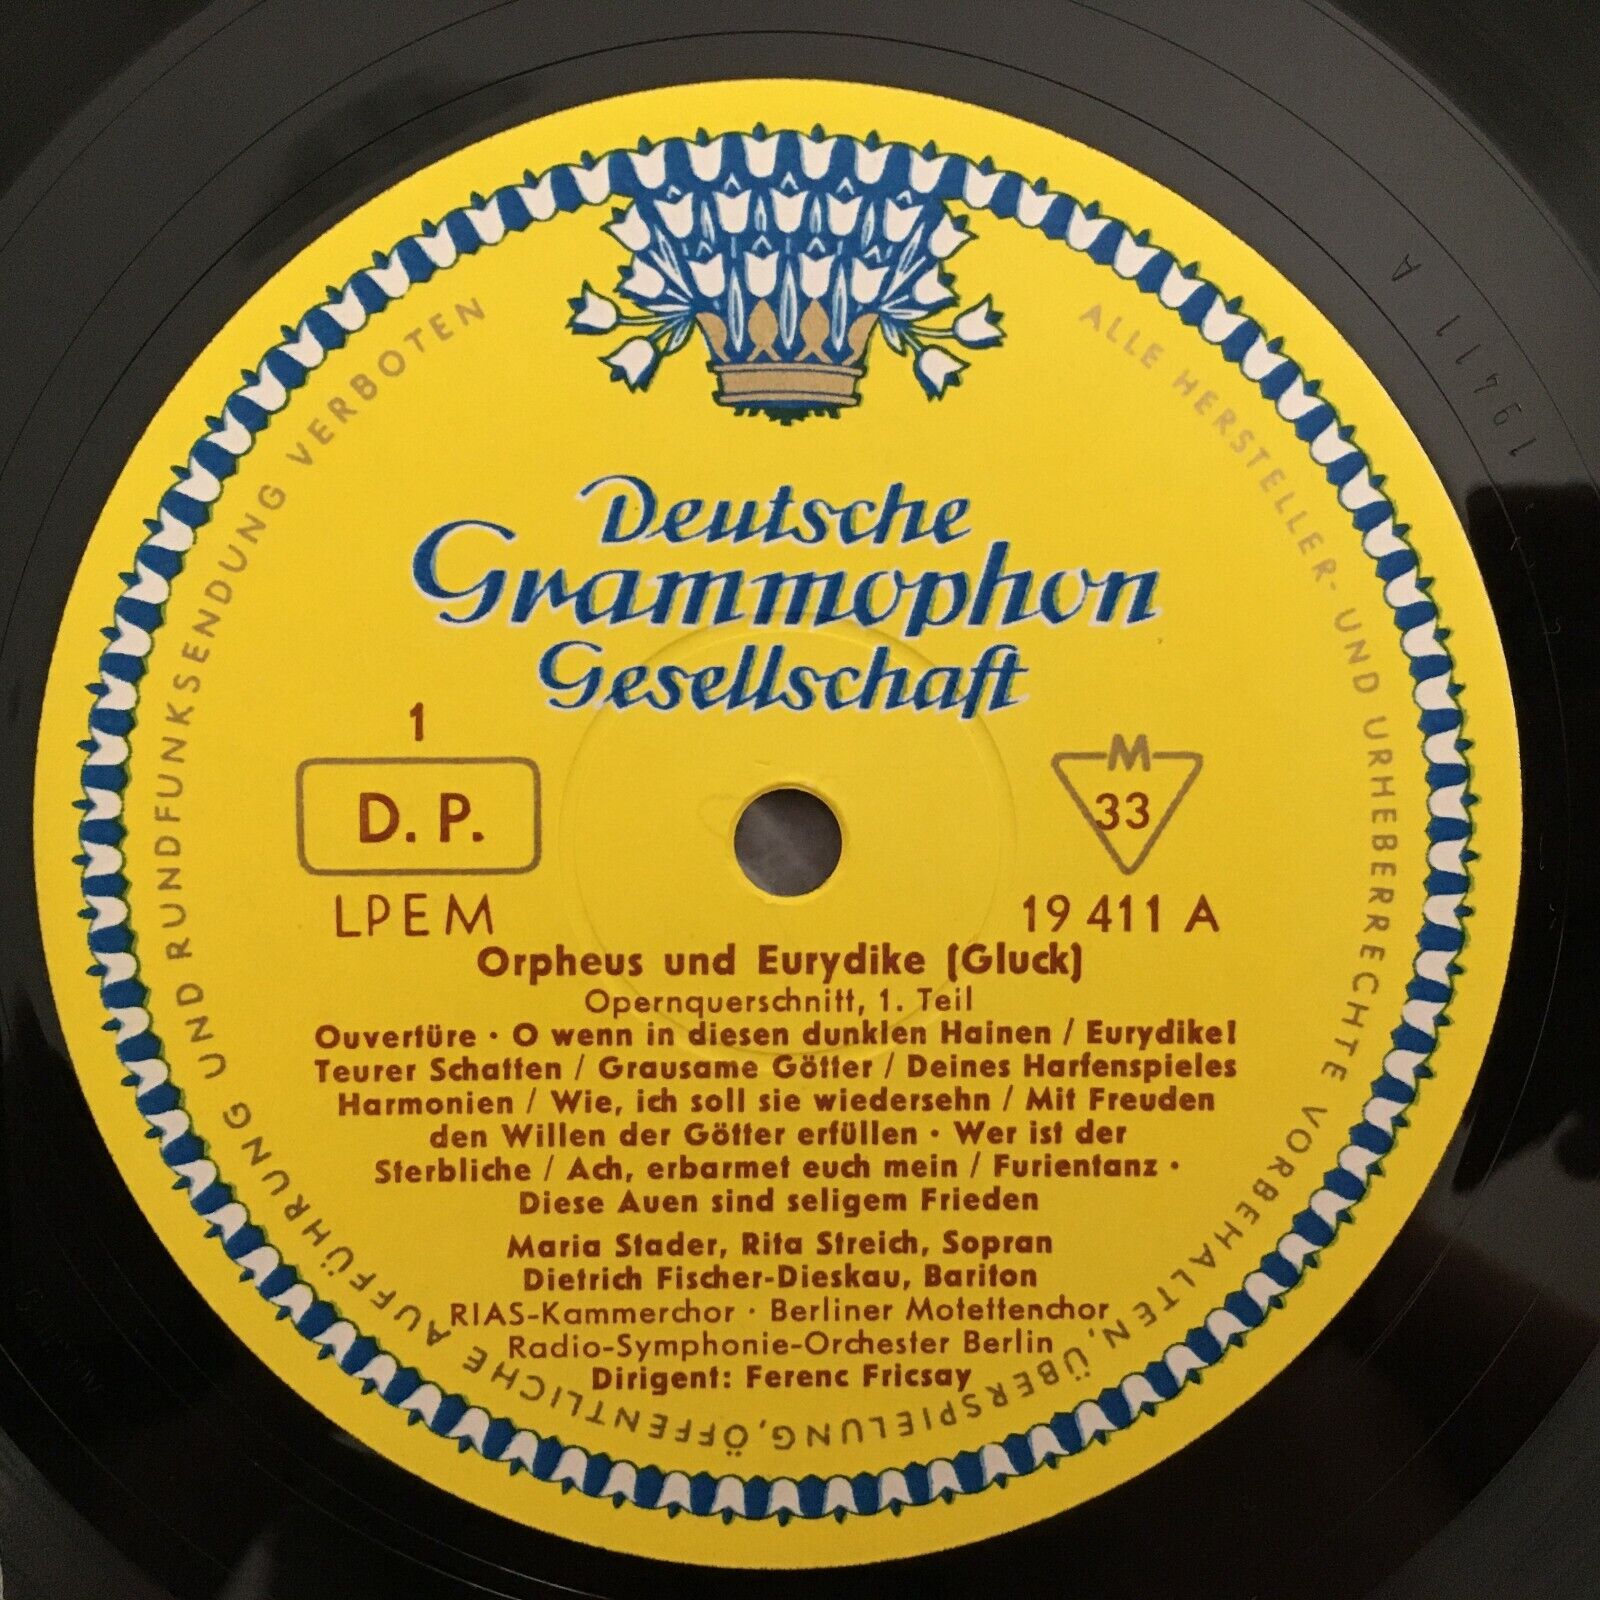 Deutsche
Grammophon
Gesellschaft
1
D. P.
LPEM
M
33
19 411 A
Orpheus und Eurydike (Gluck)
Opernquerschnitt, 1. Teil
Ouvertüre · O wenn in diesen dunklen Hainen / Eurydike!
Teurer Schatten / Grausame Götter / Deines Harfenspieles
Harmonien / Wie, ich soll sie wiedersehn / Mit Freuden
den Willen der Götter erfüllen · Wer ist der
Sterbliche / Ach, erbarmet euch mein / Furientanz ·
Diese Auen sind seligem Frieden
Maria Stader, Rita Streich, Sopran
Dietrich Fischer-Dieskau, Bariton
RIAS-Kammerchor · Berliner Motettenchor
Radio-Symphonie-Orchester Berlin
Dirigent: Ferenc Fricsay
ALLE HERSTELLER- UND URHEBERRECHTE VORBEHALTEN, ÜBERSPIELUNG, ÖFFENTLICHE AUFFÜHRUNG UND RUNDFUNKSENDUNG VERBOTEN
19411 A